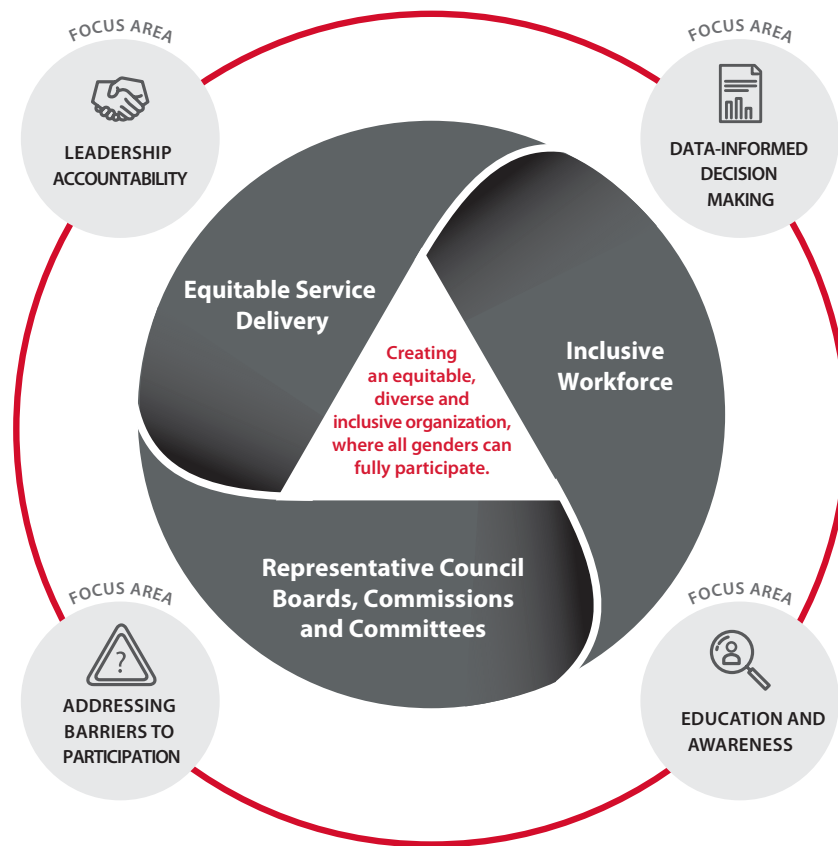 FOCUS AREA
LEADERSHIP
ACCOUNTABILITY
FOCUS AREA
DATA-INFORMED
DECISION
MAKING
Equitable Service
Delivery
Inclusive
Workforce
Creating
an equitable,
diverse and
inclusive organization,
where all genders can
fully participate.
Representative Council
Boards, Commissions
and Committees
FOCUS AREA
?
ADDRESSING
BARRIERS TO
PARTICIPATION
FOCUS AREA
EDUCATION AND
AWARENESS